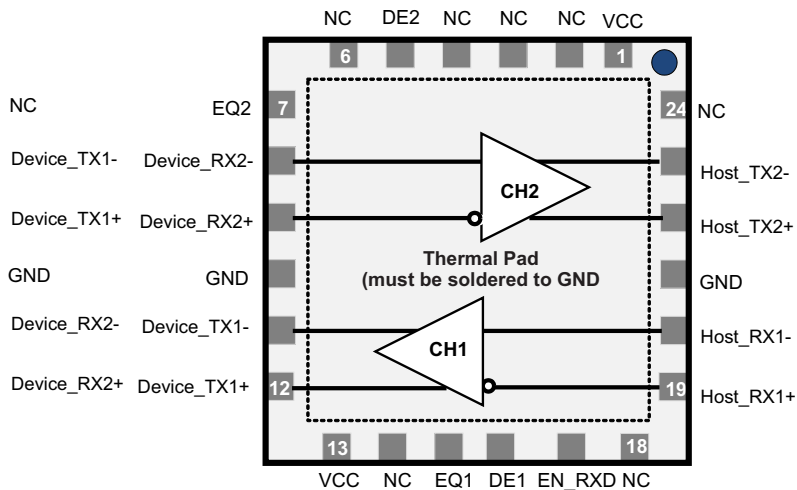 NC DE2 NC NC NC VCC
6 1
NC EQ2 7 24 NC
Device_TX1- Device_RX2- Host_TX2-
CH2
Device_TX1+ Device_RX2+ Host_TX2+
Thermal Pad
(must be soldered to GND
GND GND GND
Device_RX2- Device_TX1- Host_RX1-
CH1
Device_RX2+ Device_TX1+ 12 19 Host_RX1+
13 18
VCC NC EQ1 DE1 EN_RXD NC